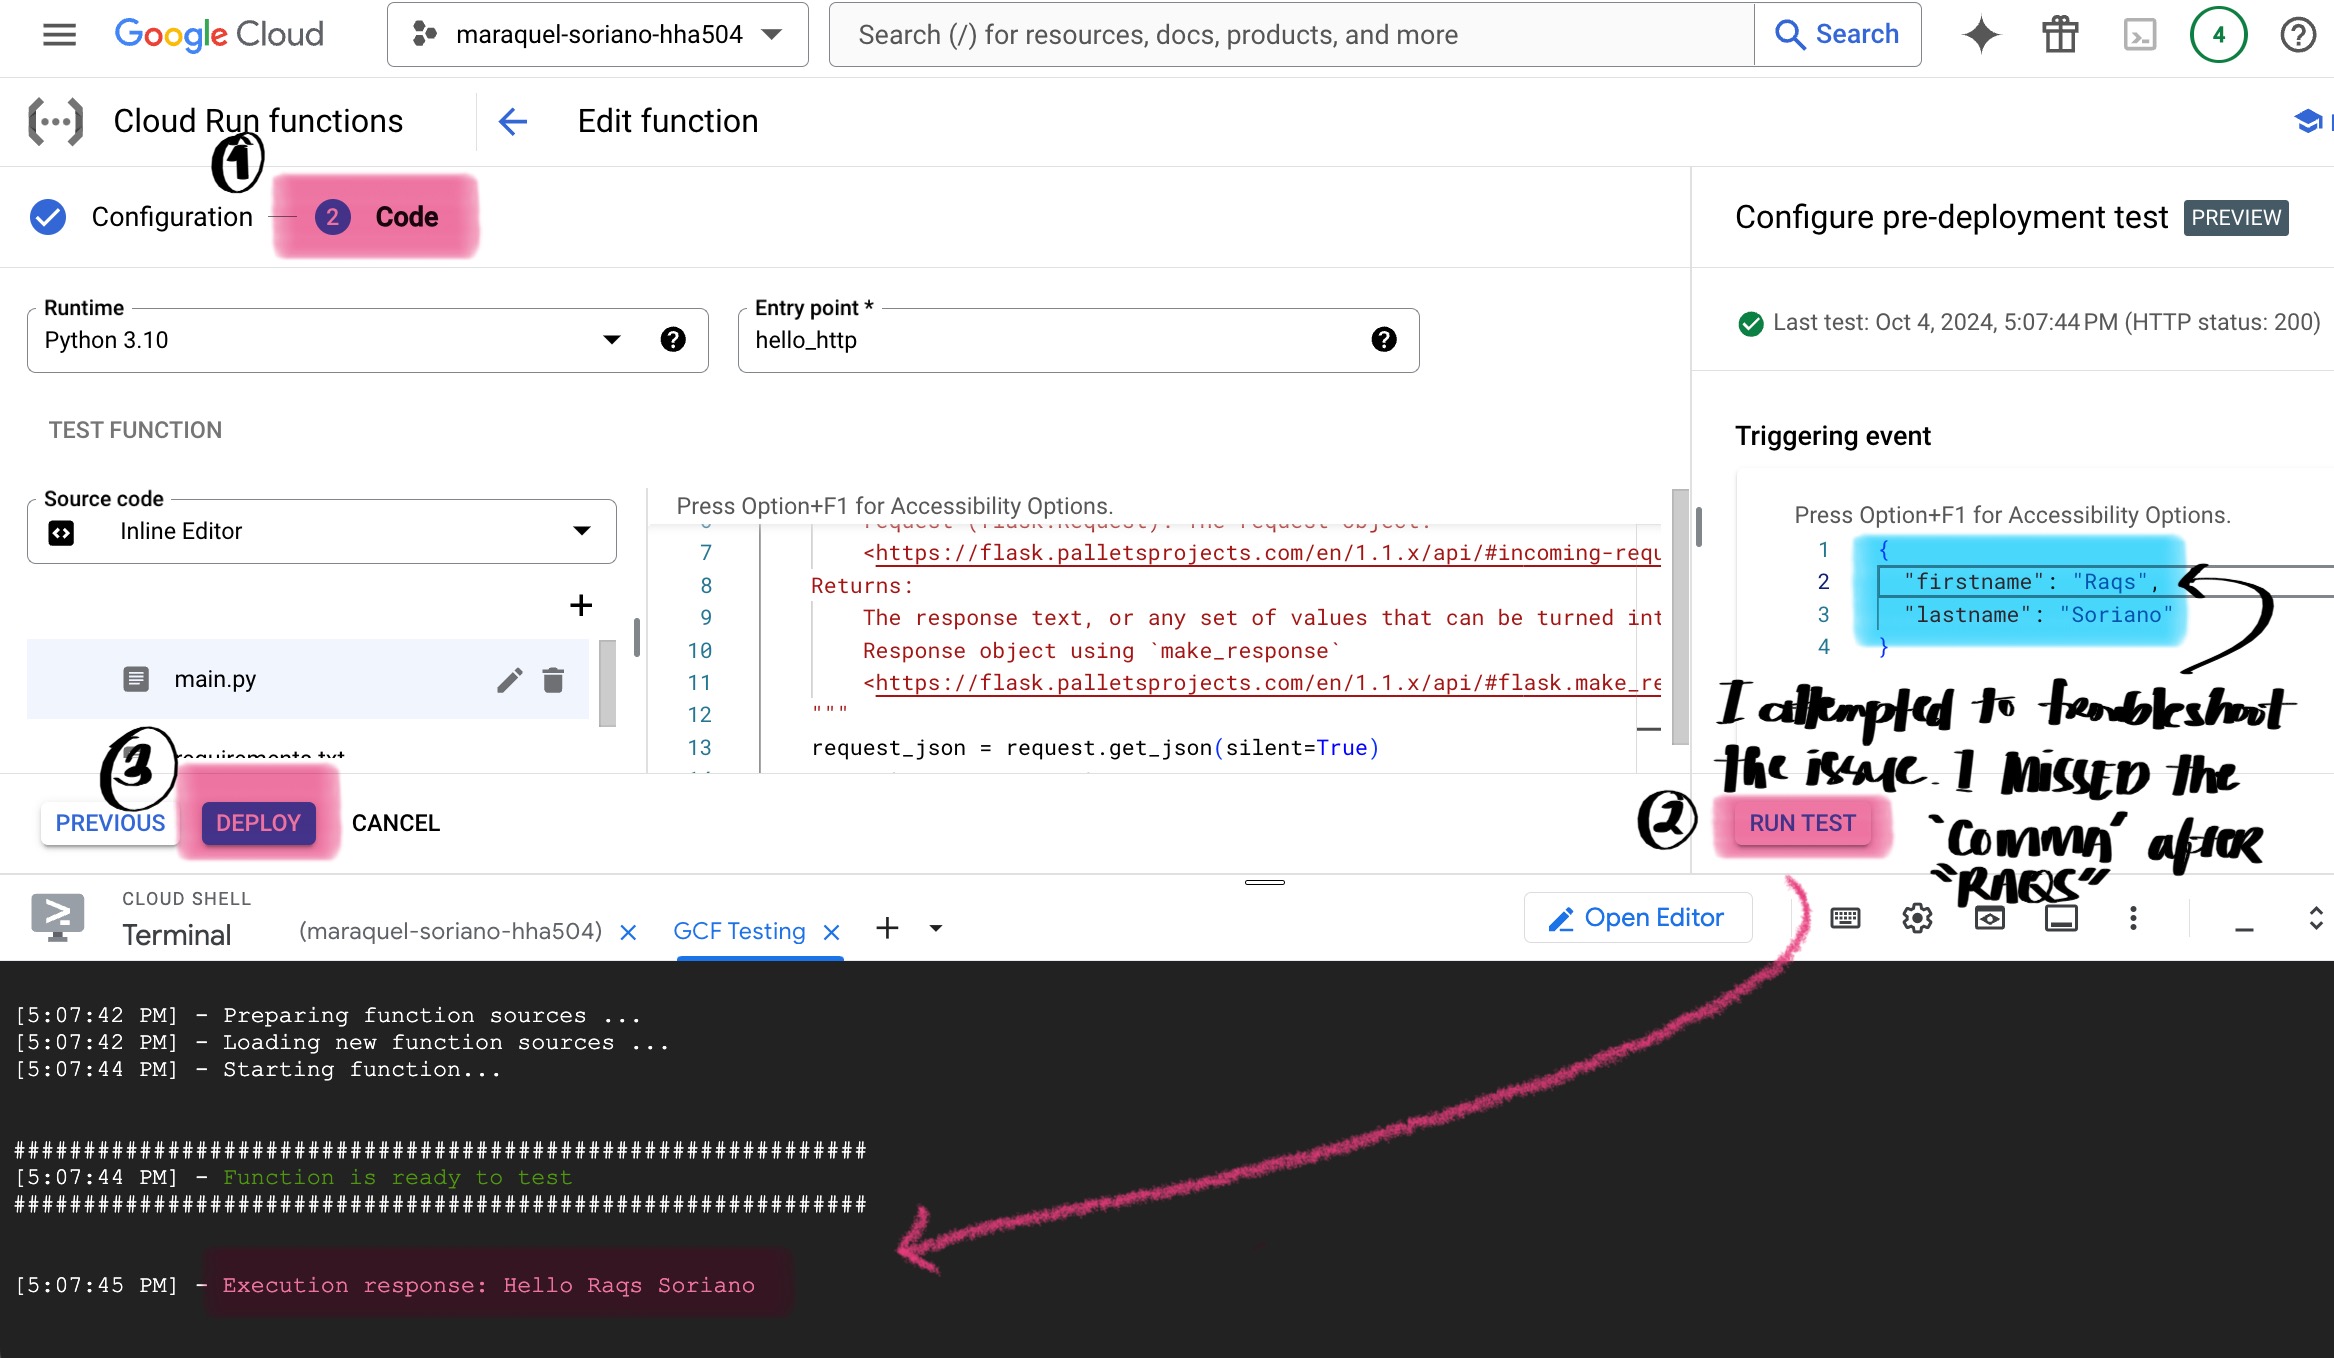 Google Cloud
maraquel-soriano-hha504
Search (/) for resources, docs, products, and more
Search
4
Cloud Run functions
Edit function
1
Configuration
2 Code
Configure pre-deployment test PREVIEW
Runtime
Python 3.10
Entry point *
hello_http
Last test: Oct 4, 2024, 5:07:44 PM (HTTP status: 200)
TEST FUNCTION
Triggering event
Source code
Inline Editor
main.py
requirements.txt
Press Option+F1 for Accessibility Options.
request (flask.Request): The request object.
7 <https://flask.palletsprojects.com/en/1.1.x/api/#incoming-requ
8 Returns:
9 The response text, or any set of values that can be turned int
10 Response object using `make_response`
11 <https://flask.palletsprojects.com/en/1.1.x/api/#flask.make_re
12 """
13 request_json = request.get_json(silent=True)
Press Option+F1 for Accessibility Options.
1 {
2 "firstname": "Raqs",
3 "lastname": "Soriano"
4 }
I attempted to troubleshoot
the issue. I MISSED the
'COMMA' after
"RAQS"
3
PREVIOUS
DEPLOY
CANCEL
2
RUN TEST
CLOUD SHELL
Terminal
(maraquel-soriano-hha504)
GCF Testing
Open Editor
[5:07:42 PM] - Preparing function sources ...
[5:07:42 PM] - Loading new function sources ...
[5:07:44 PM] - Starting function...
#############################################################
[5:07:44 PM] - Function is ready to test
#############################################################
[5:07:45 PM] - Execution response: Hello Raqs Soriano